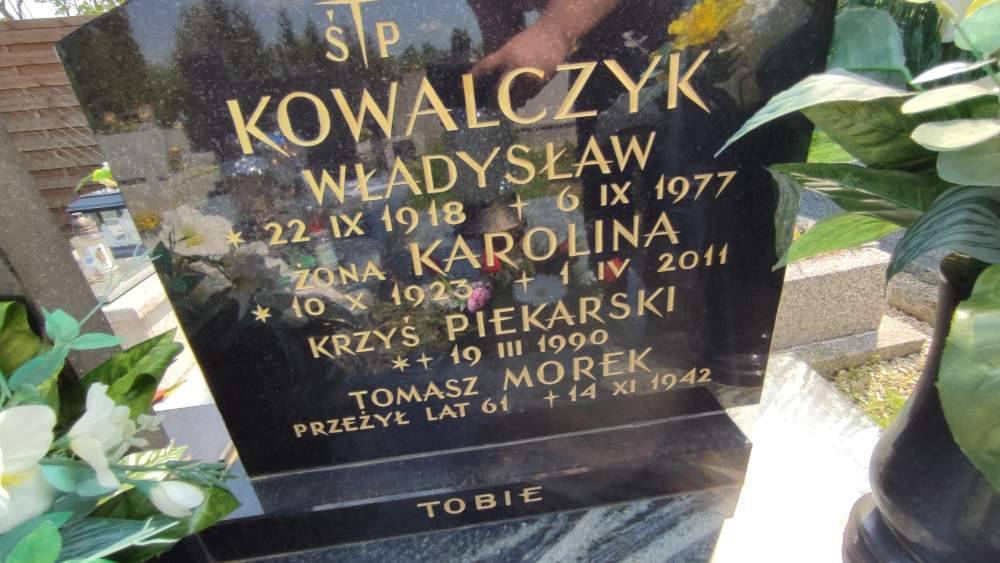 Ś P
KOWALCZYK
WŁADYSŁAW
* 22 IX 1918 + 6 IX 1977
ŻONA KAROLINA
* 10 X 1923 + 1 IV 2011
KRZYŚ PIEKARSKI
*+ 19 III 1990
TOMASZ MOREK
PRZEŻYŁ LAT 61 + 14 XI 1942
TOBIE